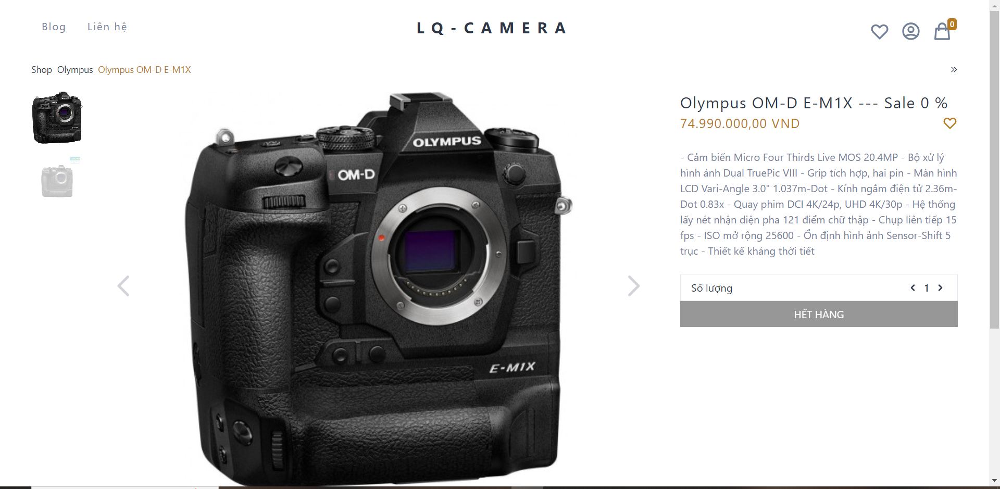 Blog Liên hệ
LQ-CAMERA
0
Shop Olympus Olympus OM-D E-M1X
»
OLYMPUS
OM-D
E-M1X
Olympus OM-D E-M1X --- Sale 0 %
74.990.000,00 VND
- Cảm biến Micro Four Thirds Live MOS 20.4MP - Bộ xử lý
hình ảnh Dual TruePic VIII - Grip tích hợp, hai pin - Màn hình
LCD Vari-Angle 3.0" 1.037m-Dot - Kính ngắm điện tử 2.36m-
Dot 0.83x - Quay phim DCI 4K/24p, UHD 4K/30p - Hệ thống
lấy nét nhận diện pha 121 điểm chữ thập - Chụp liên tiếp 15
fps - ISO mở rộng 25600 - Ổn định hình ảnh Sensor-Shift 5
trục - Thiết kế kháng thời tiết
Số lượng 1
HẾT HÀNG